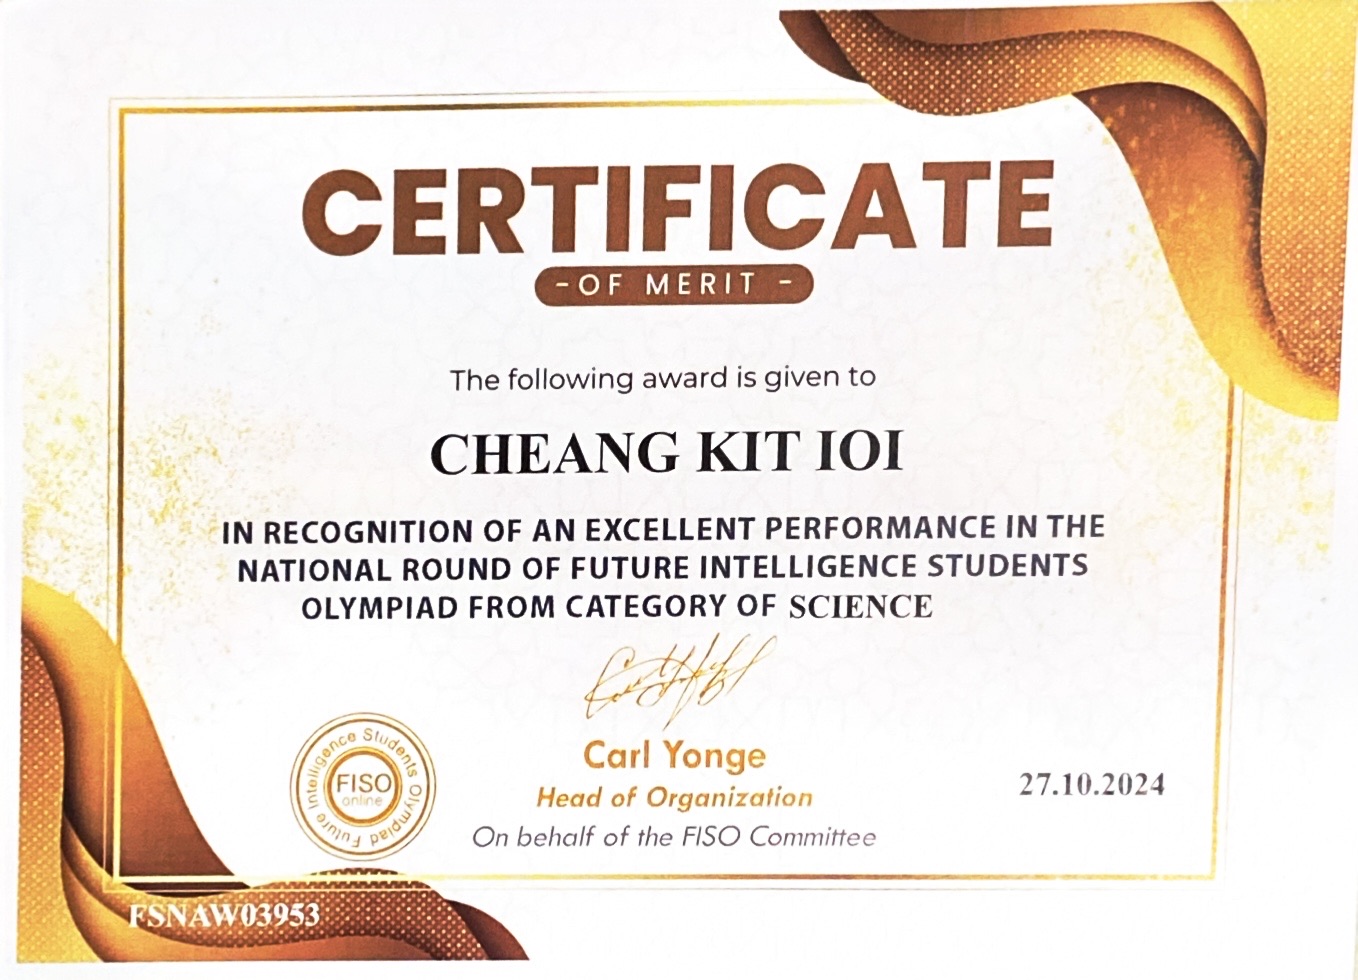 CERTIFICATE
- OF MERIT -
The following award is given to
CHEANG KIT IOI
IN RECOGNITION OF AN EXCELLENT PERFORMANCE IN THE
NATIONAL ROUND OF FUTURE INTELLIGENCE STUDENTS
OLYMPIAD FROM CATEGORY OF SCIENCE
Future Intelligence Students Olympiad
FISO
online
Carl Yonge
Head of Organization
On behalf of the FISO Committee
27.10.2024
FSNAW03953